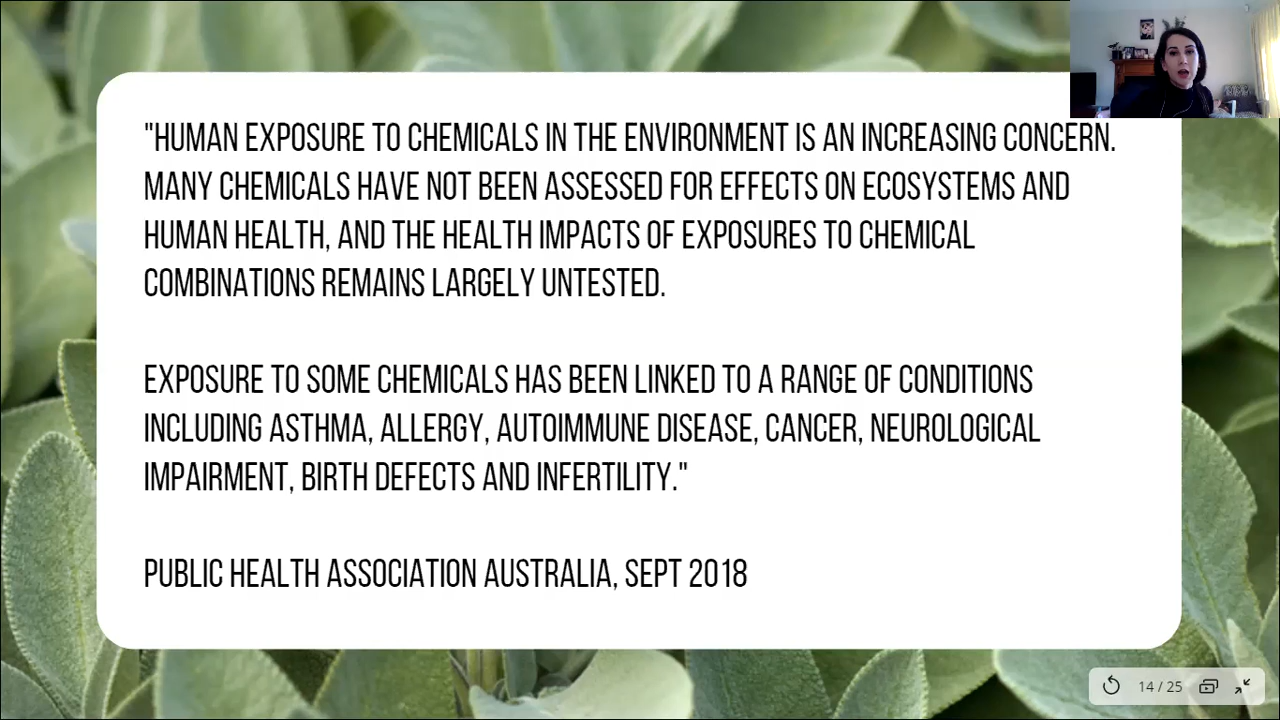 "HUMAN EXPOSURE TO CHEMICALS IN THE ENVIRONMENT IS AN INCREASING CONCERN.
MANY CHEMICALS HAVE NOT BEEN ASSESSED FOR EFFECTS ON ECOSYSTEMS AND
HUMAN HEALTH, AND THE HEALTH IMPACTS OF EXPOSURES TO CHEMICAL
COMBINATIONS REMAINS LARGELY UNTESTED.
EXPOSURE TO SOME CHEMICALS HAS BEEN LINKED TO A RANGE OF CONDITIONS
INCLUDING ASTHMA, ALLERGY, AUTOIMMUNE DISEASE, CANCER, NEUROLOGICAL
IMPAIRMENT, BIRTH DEFECTS AND INFERTILITY."
PUBLIC HEALTH ASSOCIATION AUSTRALIA, SEPT 2018
14 / 25